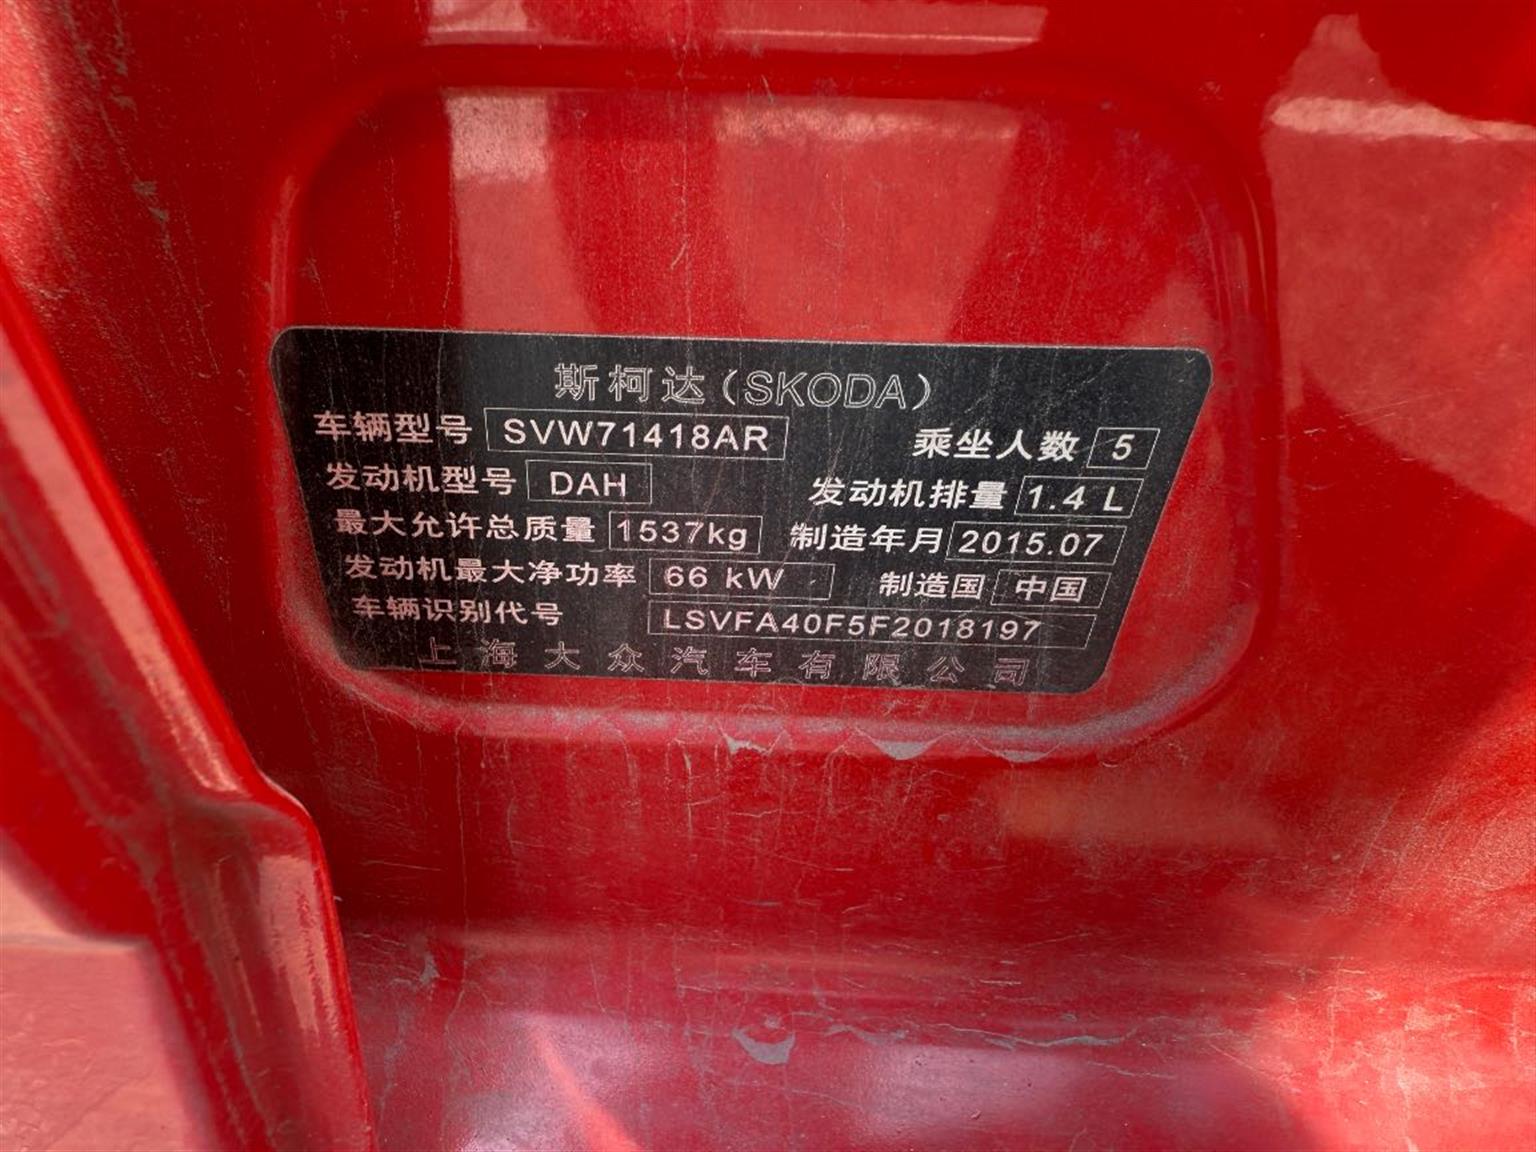 斯柯达(SKODA)
车辆型号 SVW71418AR 乘坐人数 5
发动机型号 DAH 发动机排量 1.4 L
最大允许总质量 1537kg 制造年月 2015.07
发动机最大净功率 66 kW 制造国 中国
车辆识别代号 LSVFA40F5F2018197
上海大众汽车有限公司